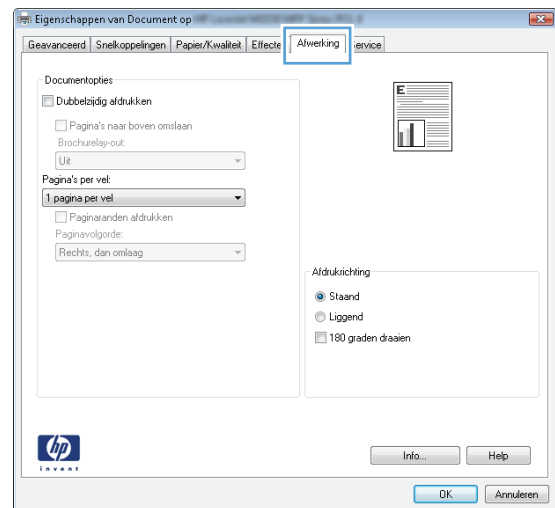 Eigenschappen van Document op
Geavanceerd Snelkoppelingen Papier/Kwaliteit Effecte Afwerking ervice
Documentopties
Dubbelzijdig afdrukken
Pagina's naar boven omslaan
Brochurelay-out:
Uit
Pagina's per vel:
1 pagina per vel
Paginaranden afdrukken
Paginavolgorde:
Rechts, dan omlaag
E
Afdrukrichting
Staand
Liggend
180 graden draaien
hp
invent
Info... Help
OK Annuleren